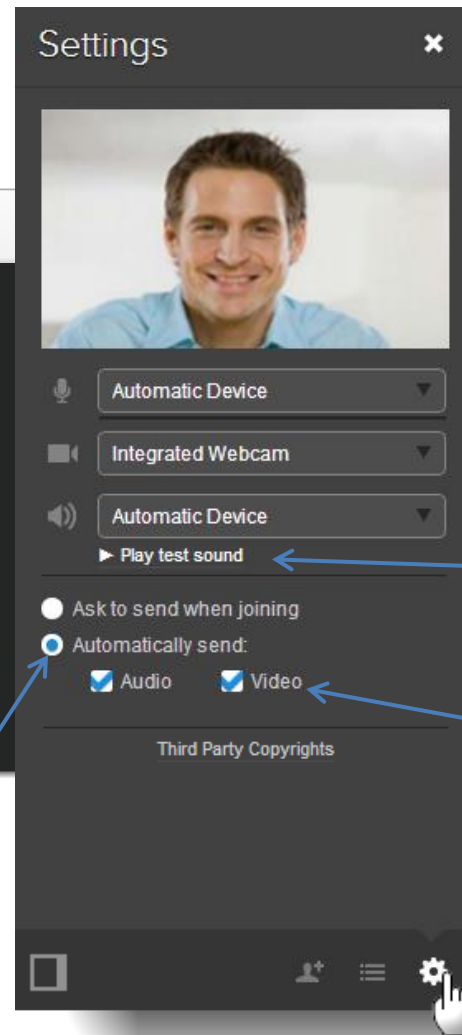 Settings
Automatic Device
Integrated Webcam
Automatic Device
Play test sound
Ask to send when joining
Automatically send:
Audio Video
Third Party Copyrights